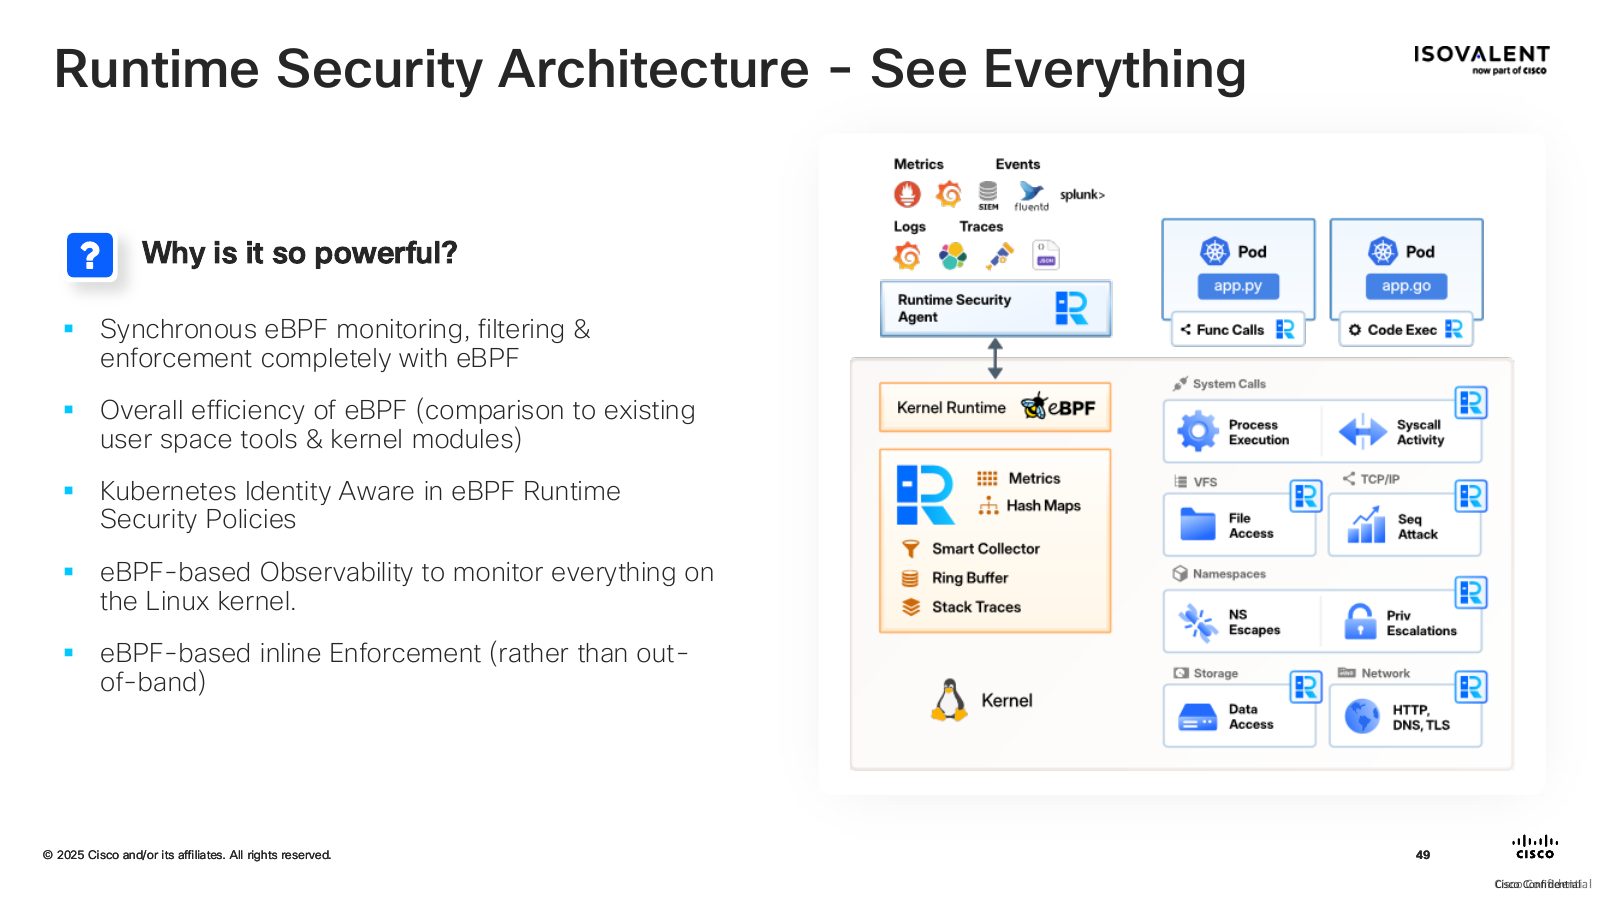 Runtime Security Architecture - See Everything
ISOVALENT
now part of CISCO
?
Why is it so powerful?
Synchronous eBPF monitoring, filtering &
enforcement completely with eBPF
Overall efficiency of eBPF (comparison to existing
user space tools & kernel modules)
Kubernetes Identity Aware in eBPF Runtime
Security Policies
eBPF-based Observability to monitor everything on
the Linux kernel.
eBPF-based inline Enforcement (rather than out-
of-band)
Metrics
Events
SIEM
fluentd
splunk>
Logs
Traces
{}
JSON
Runtime Security
Agent
Kernel Runtime
eBPF
Metrics
Hash Maps
Smart Collector
Ring Buffer
Stack Traces
Kernel
Pod
app.py
Func Calls
Pod
app.go
Code Exec
System Calls
Process
Execution
Syscall
Activity
VFS
File
Access
TCP/IP
Seq
Attack
Namespaces
NS
Escapes
Priv
Escalations
Storage
Data
Access
Network
HTTP,
DNS, TLS
© 2025 Cisco and/or its affiliates. All rights reserved.
49
CISCO
Cisco Confidential